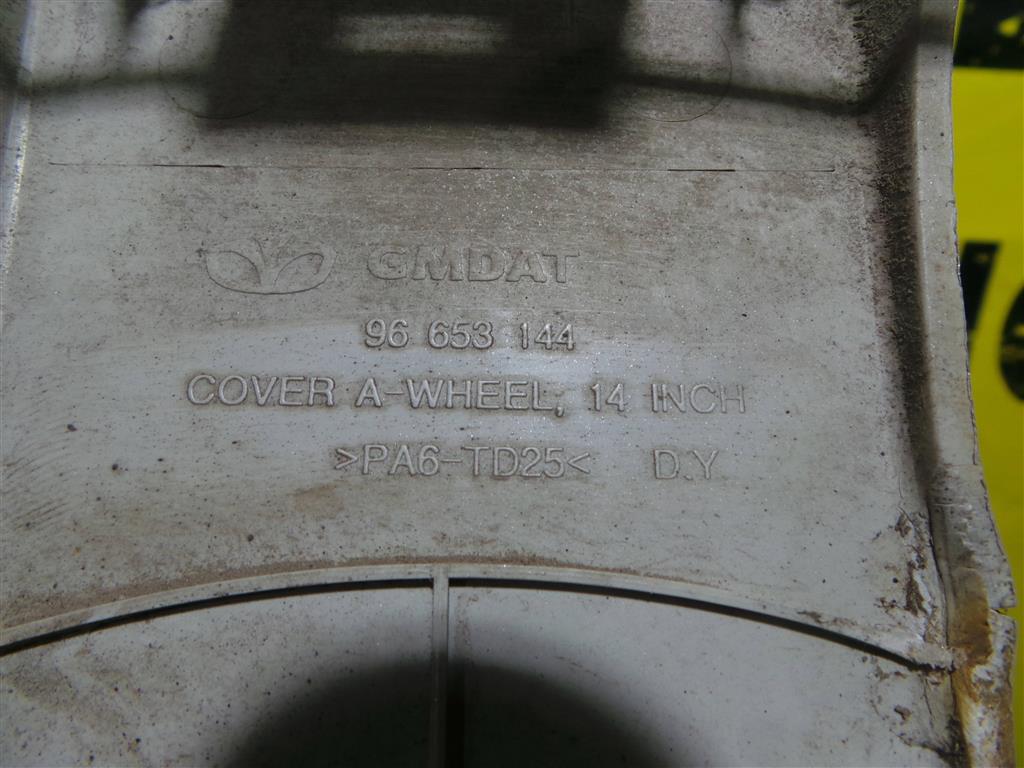 GMDAT
96 653 144
COVER A-WHEEL; 14 INCH
>PA6-TD25< D.Y